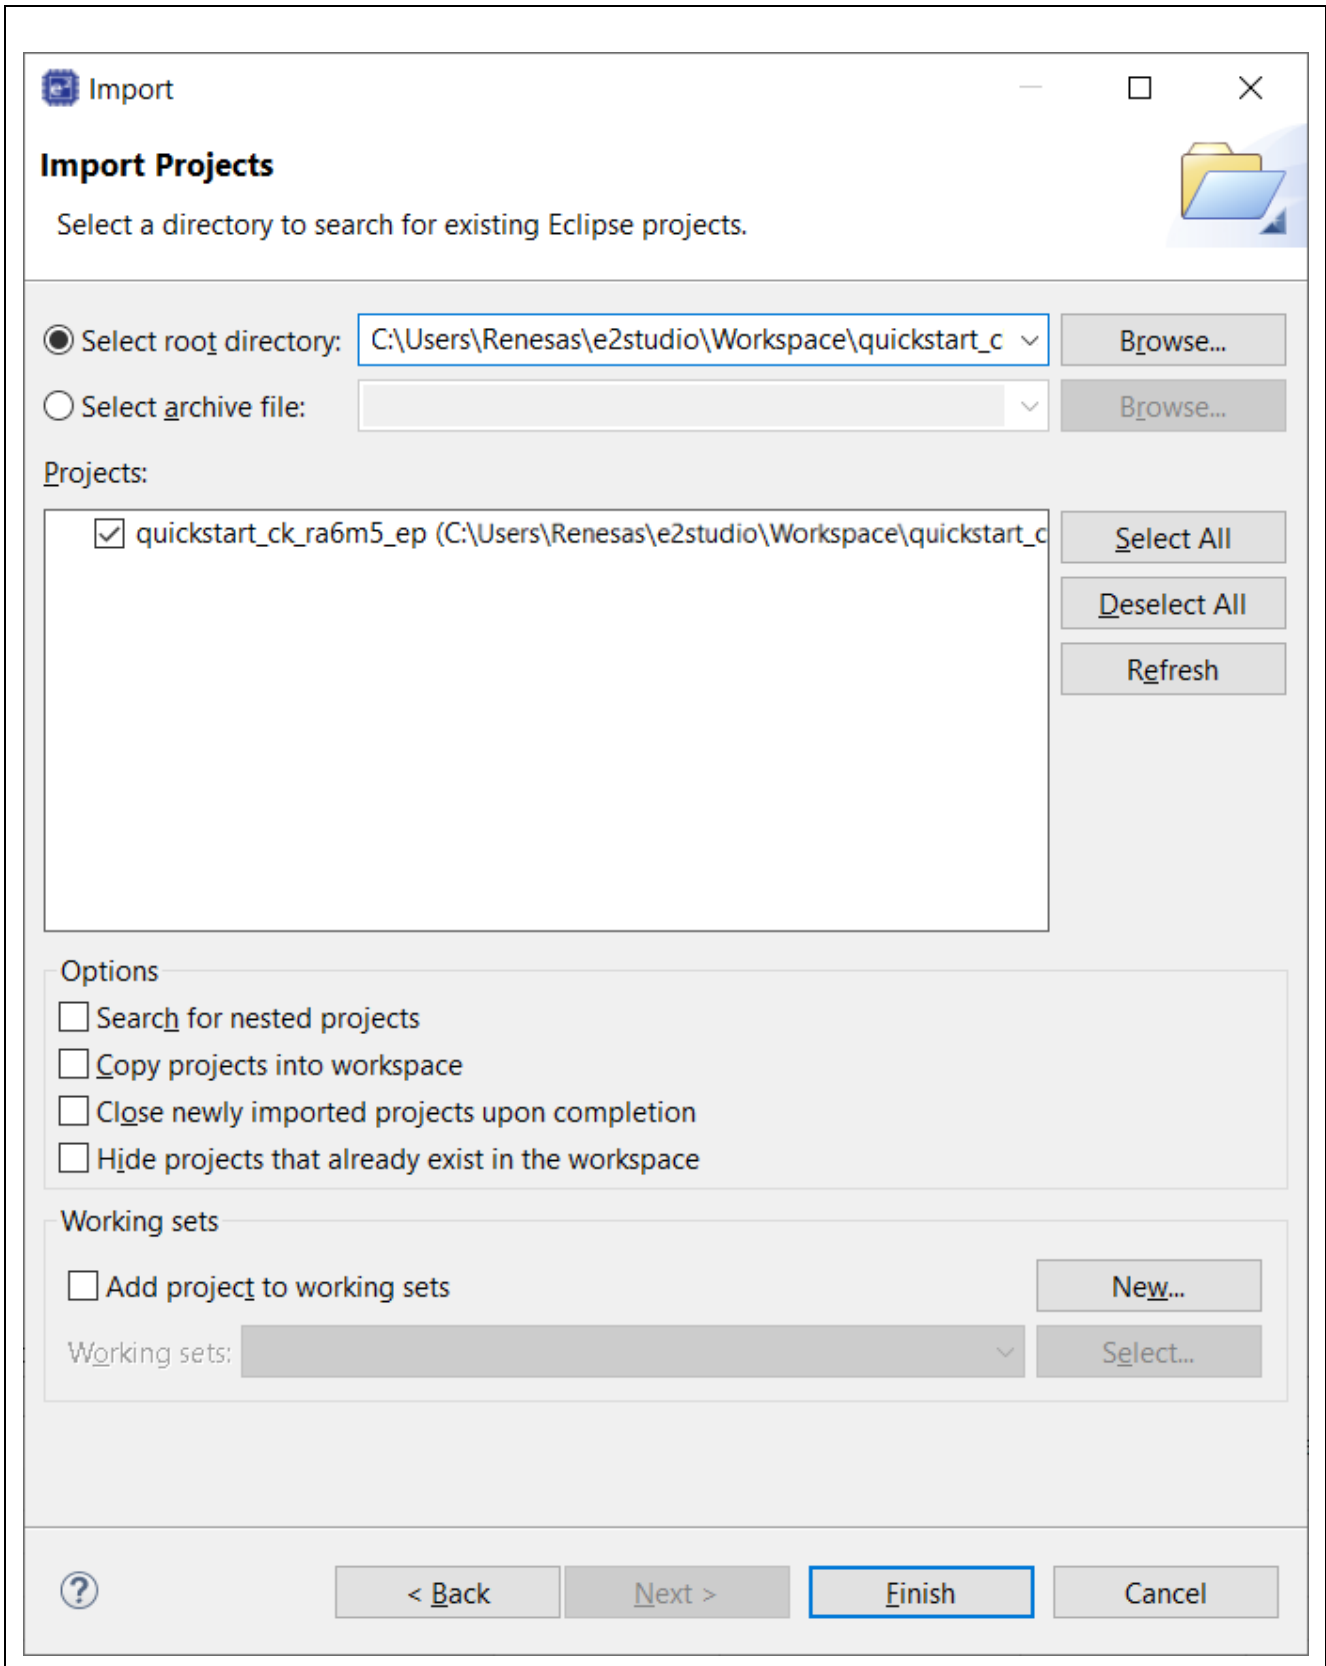 Import
Import Projects
Select a directory to search for existing Eclipse projects.
Select root directory: C:\Users\Renesas\e2studio\Workspace\quickstart_c Browse...
Select archive file: Browse...
Projects:
quickstart_ck_ra6m5_ep (C:\Users\Renesas\e2studio\Workspace\quickstart_c
Select All
Deselect All
Refresh
Options
Search for nested projects
Copy projects into workspace
Close newly imported projects upon completion
Hide projects that already exist in the workspace
Working sets
Add project to working sets New...
Working sets: Select...
? < Back Next > Finish Cancel